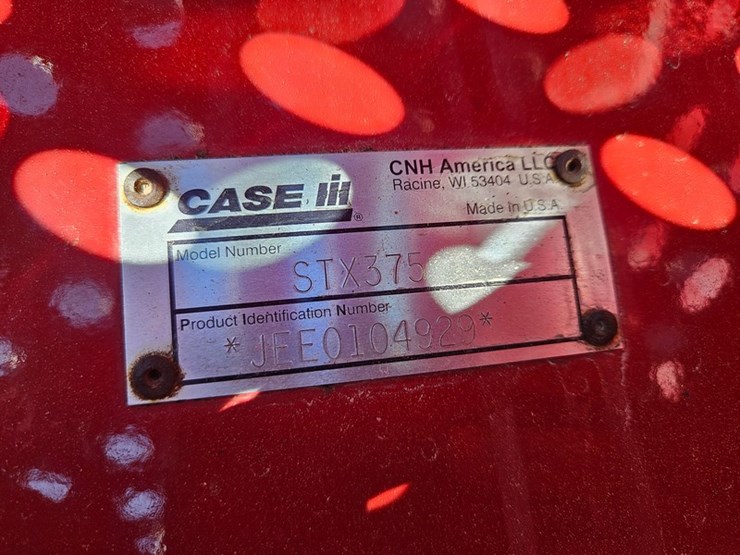 CNH America LLC
Racine, WI 53404 U.S.A.
Made in U.S.A.
CASE IH
®
Model Number
STX375
Product Identification Number
*JEE0104929*